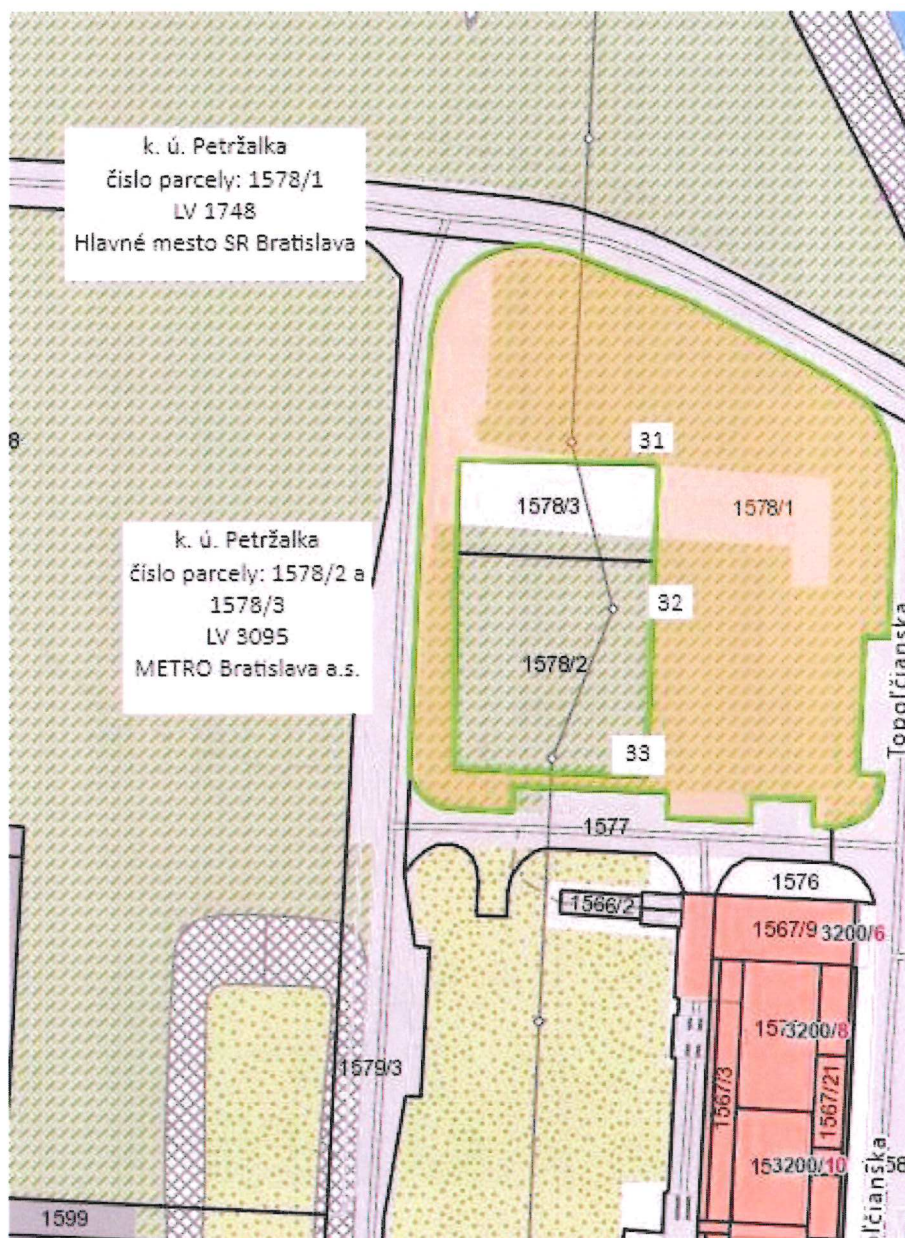 k. ú. Petržalka
číslo parcely: 1578/1
LV 1748
Hlavné mesto SR Bratislava
8
31
1578/3
1578/1
k. ú. Petržalka
číslo parcely: 1578/2 a
1578/3
LV 3095
METRO Bratislava a.s.
32
1578/2
33
Topoľčianska
1577
1576
1566/2
1567/9
3200/6
3200/8
1579/3
1567/3
1567/21
3200/10
58
1599